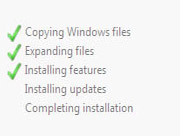 Copying Windows files
Expanding files
Installing features
Installing updates
Completing installation